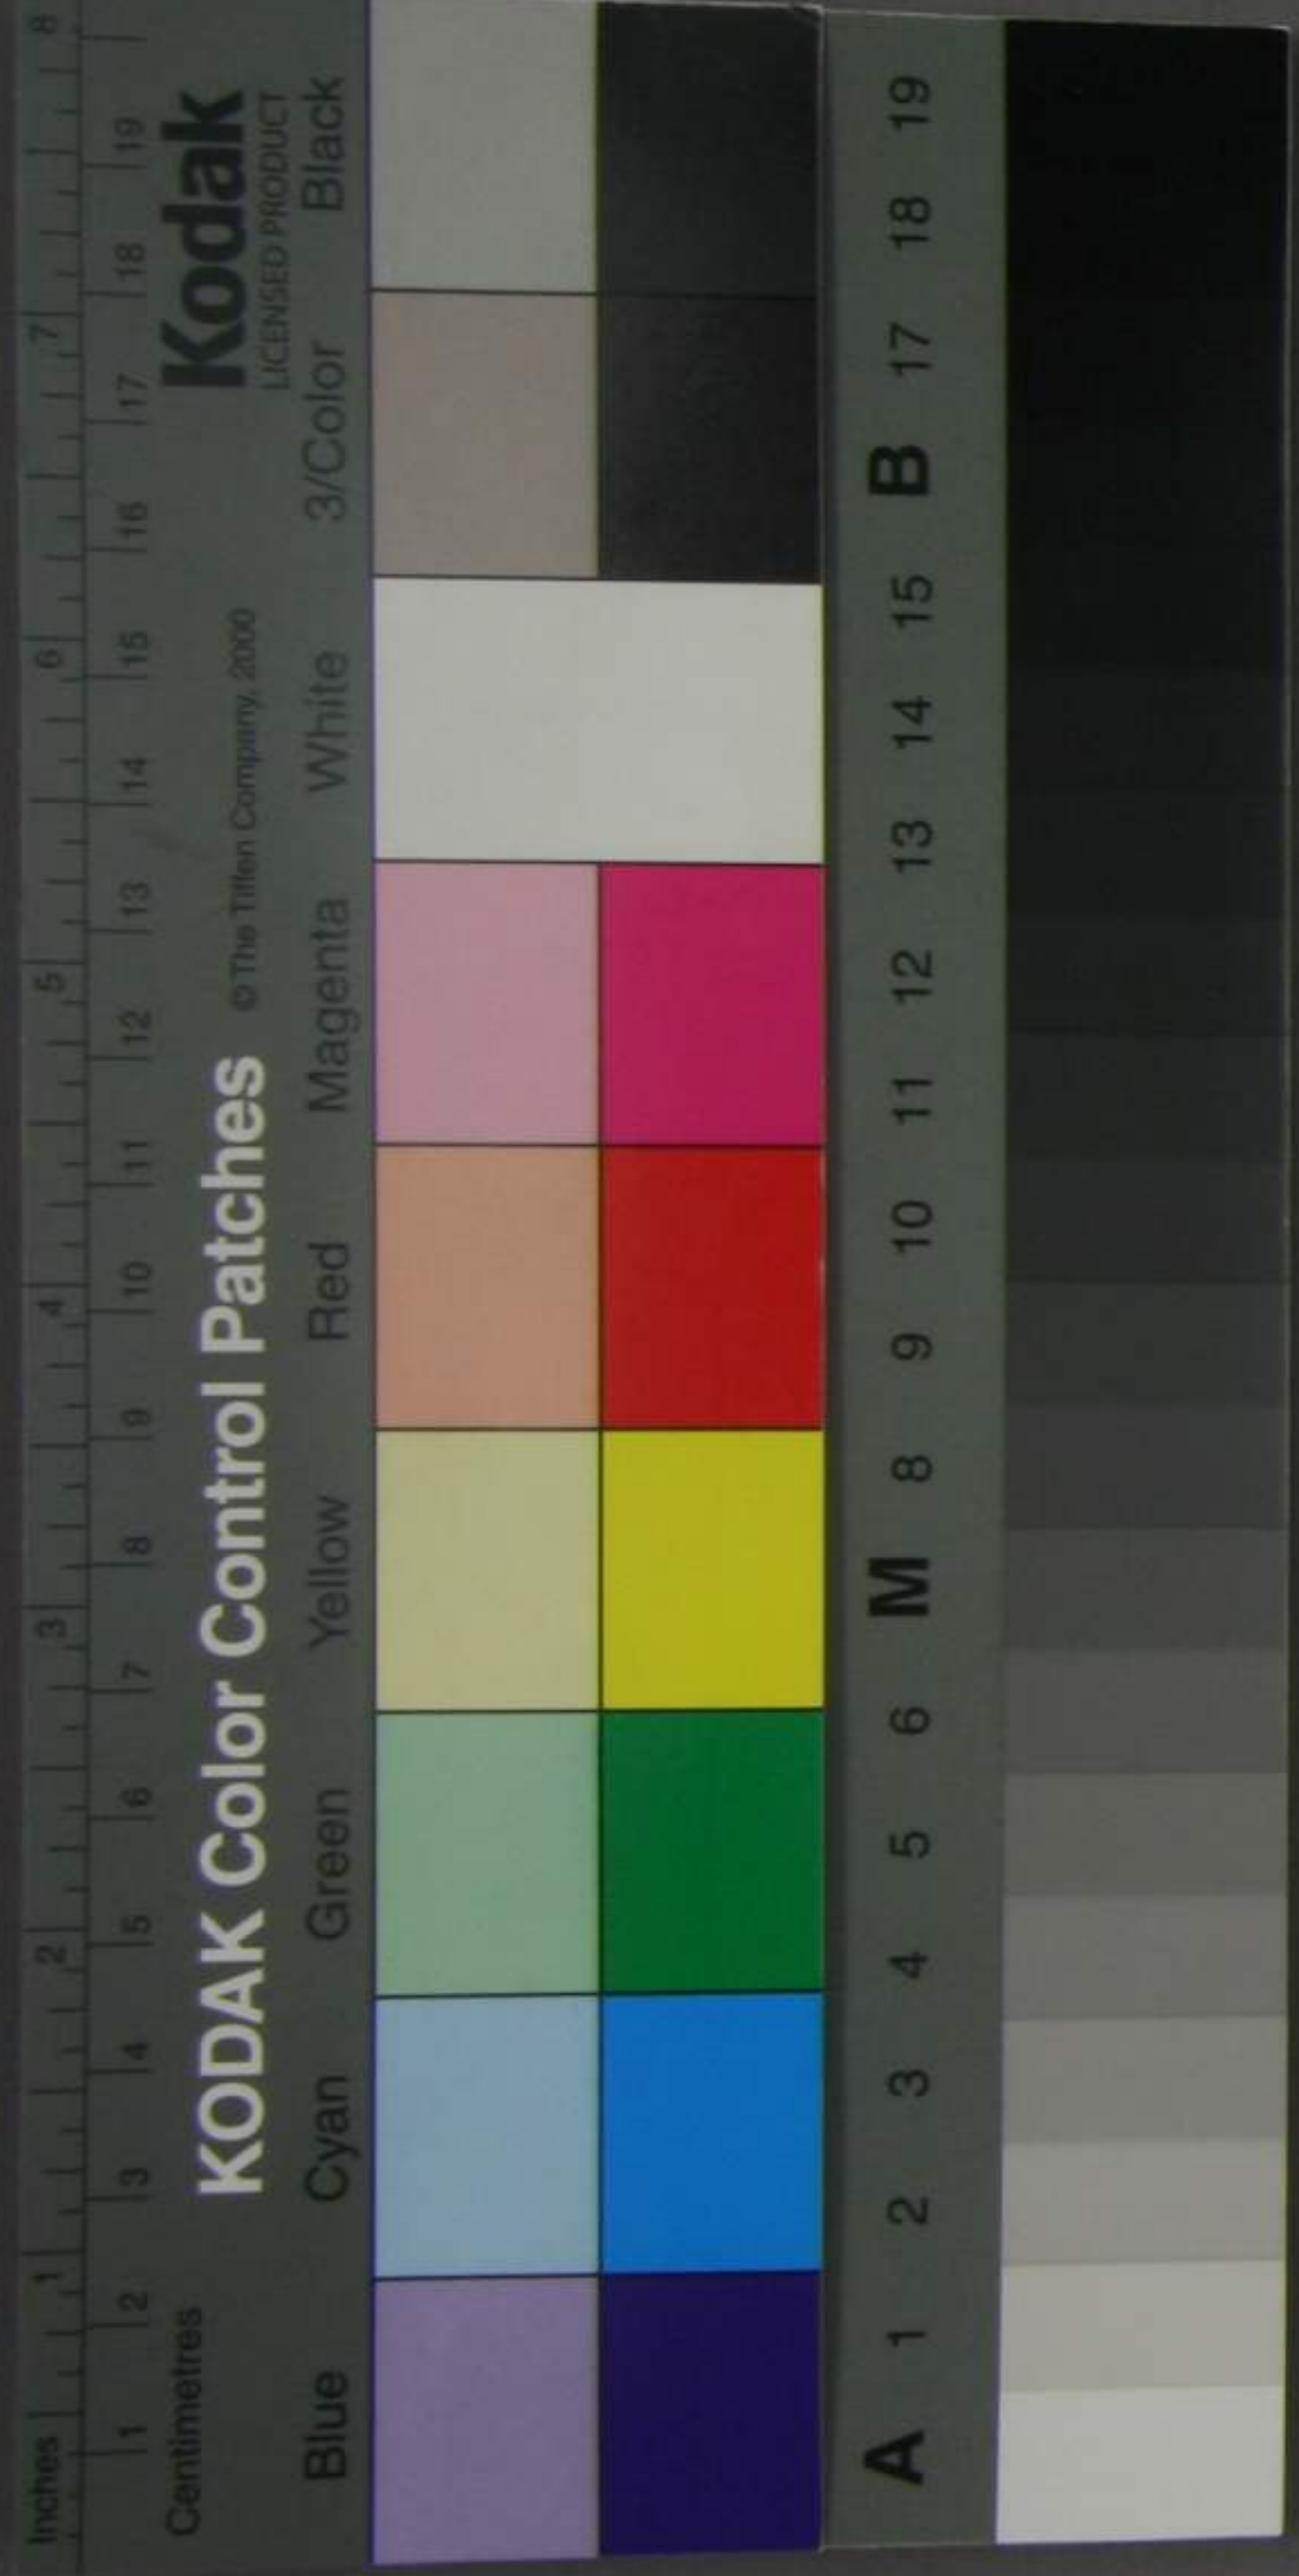 Inches 1 2 3 4 5 6 7 8
1 2 3 4 5 6 7 8 9 10 11 12 13 14 15 16 17 18 19
Centimetres
KODAK Color Control Patches © The Tiffen Company, 2000 Kodak
LICENSED PRODUCT
Blue Cyan Green Yellow Red Magenta White 3/Color Black
A 1 2 3 4 5 6 M 8 9 10 11 12 13 14 15 B 17 18 19